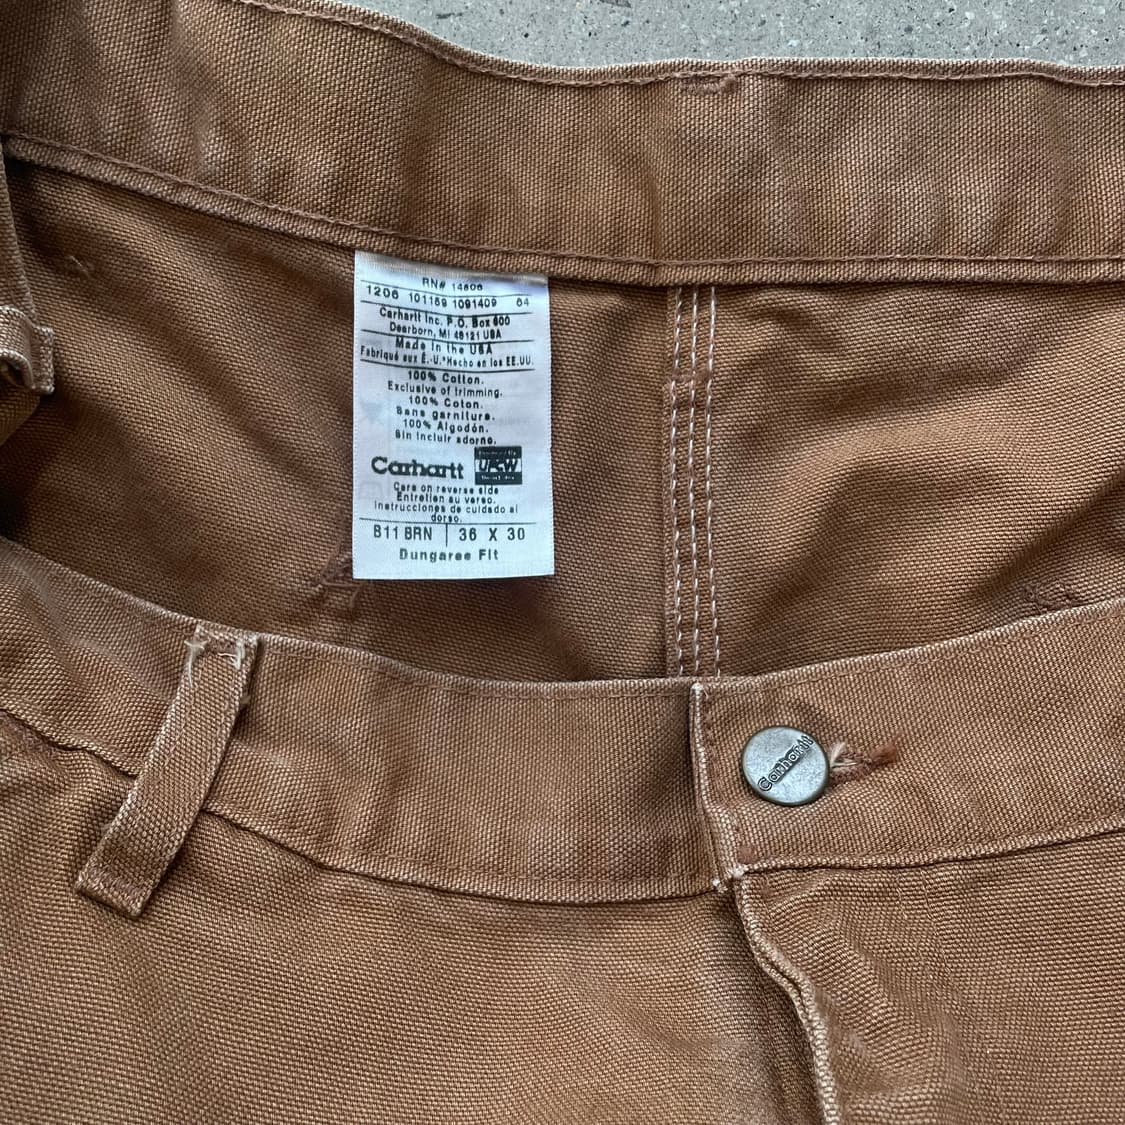 RN# 14806
1206 101169 1091409 64
Carhartt Inc. P.O. Box 600
Dearborn, MI 48121 USA
Made in the USA
Fabriqué aux É.-U.*Hecho en los EE.UU.
100% Cotton.
Exclusive of trimming.
100% Coton.
Sans garniture.
100% Algodón.
Sin incluir adorno.
Carhartt
UFCW
Care on reverse side
Entretien au verso.
Instrucciones de cuidado al
dorso.
B11 BRN 36 X 30
Dungaree Fit
Carhartt